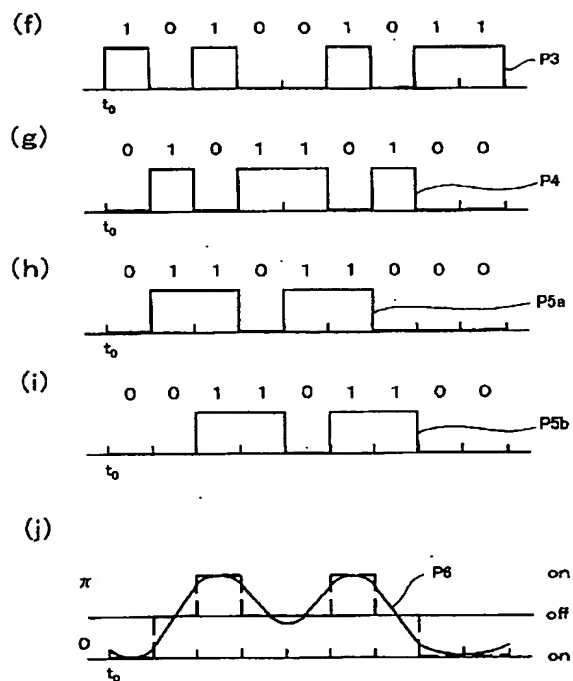 (f) 1 0 1 0 0 1 0 1 1
P3
t₀
(g) 0 1 0 1 1 0 1 0 0
P4
t₀
(h) 0 1 1 0 1 1 0 0 0
P5a
t₀
(i) 0 0 1 1 0 1 1 0 0
P5b
t₀
(j)
π P6 on
off
0 on
t₀